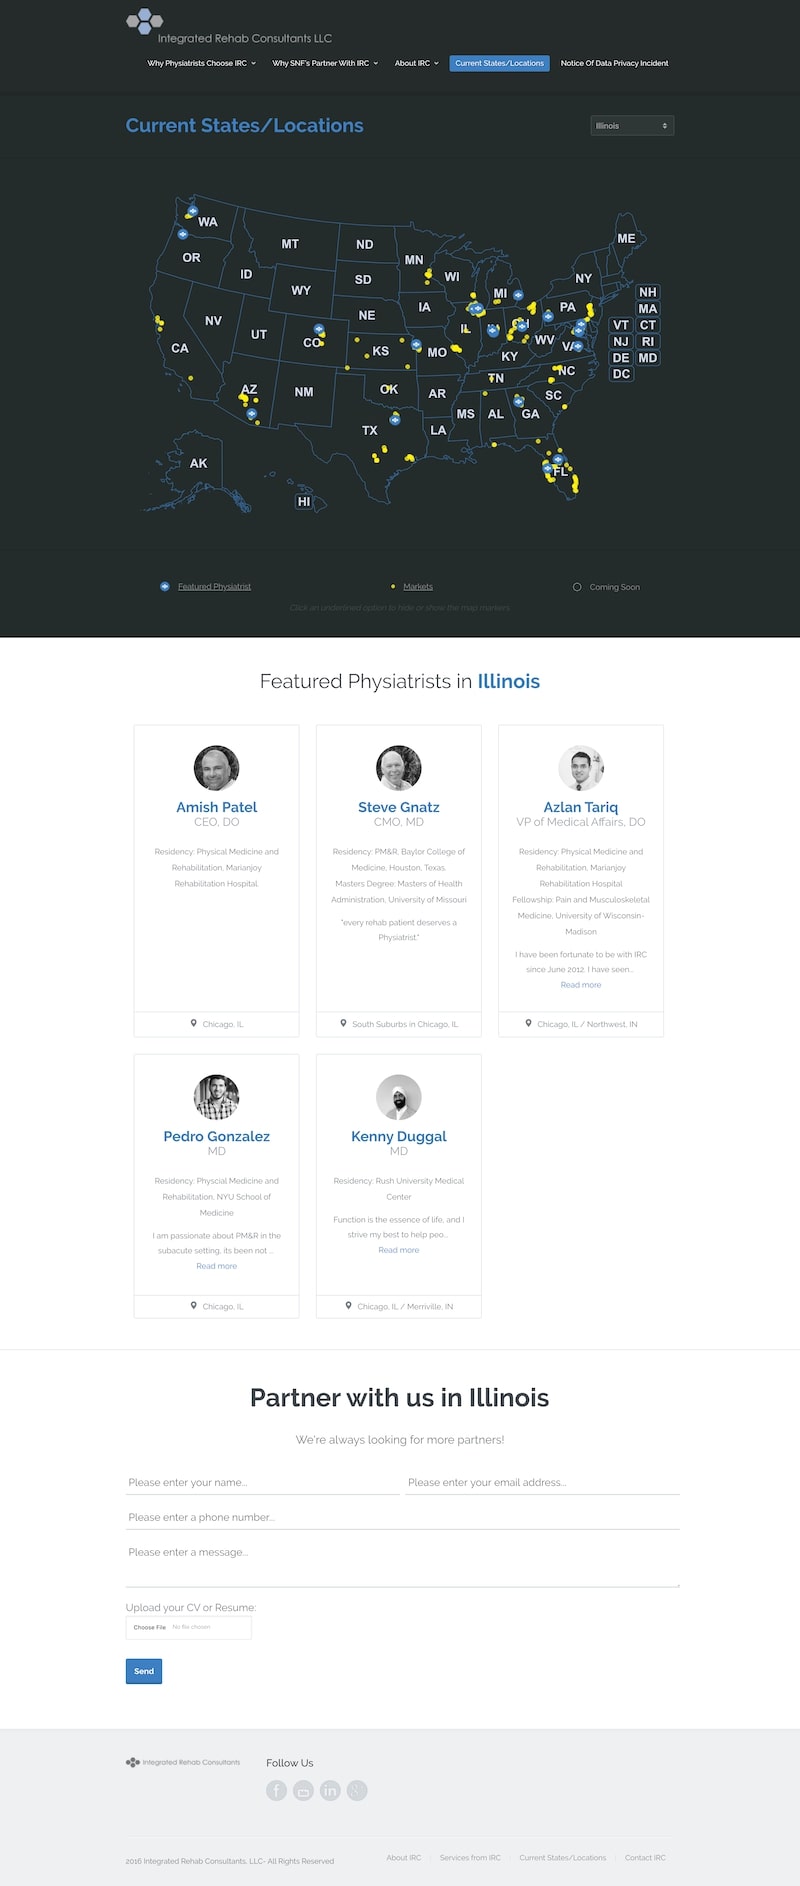 Integrated Rehab Consultants LLC
Why Physiatrists Choose IRC
Why SNF's Partner With IRC
About IRC
Current States/Locations
Notice Of Data Privacy Incident
Current States/Locations
Illinois
WA
MT
ND
MN
ME
OR
ID
SD
WI
MI
NY
NH
WY
IA
PA
MA
NV
NE
VT
CT
UT
CO
IL
OH
WV
VA
NJ
RI
CA
KS
MO
KY
DE
MD
DC
AZ
NM
OK
AR
TN
NC
SC
TX
LA
MS
AL
GA
AK
HI
FL
Featured Physiatrist
Markets
Coming Soon
Click an underlined option to hide or show the map markers.
Featured Physiatrists in Illinois
Amish Patel
CEO, DO
Residency: Physical Medicine and
Rehabilitation, Marianjoy
Rehabilitation Hospital.
Chicago, IL
Steve Gnatz
CMO, MD
Residency: PM&R, Baylor College of
Medicine, Houston, Texas.
Masters Degree: Masters of Health
Administration, University of Missouri
"every rehab patient deserves a
Physiatrist."
South Suburbs in Chicago, IL
Azlan Tariq
VP of Medical Affairs, DO
Residency: Physical Medicine and
Rehabilitation, Marianjoy
Rehabilitation Hospital
Fellowship: Pain and Musculoskeletal
Medicine, University of Wisconsin-
Madison
I have been fortunate to be with IRC
since June 2012. I have seen...
Read more
Chicago, IL / Northwest, IN
Pedro Gonzalez
MD
Residency: Physcial Medicine and
Rehabilitation, NYU School of
Medicine
I am passionate about PM&R in the
subacute setting, its been not ...
Read more
Chicago, IL
Kenny Duggal
MD
Residency: Rush University Medical
Center
Function is the essence of life, and I
strive my best to help peo...
Read more
Chicago, IL / Merriville, IN
Partner with us in Illinois
We're always looking for more partners!
Please enter your name...
Please enter your email address...
Please enter a phone number...
Please enter a message...
Upload your CV or Resume:
Choose File No file chosen
Send
Integrated Rehab Consultants
Follow Us
2016 Integrated Rehab Consultants, LLC- All Rights Reserved
About IRC
Services from IRC
Current States/Locations
Contact IRC